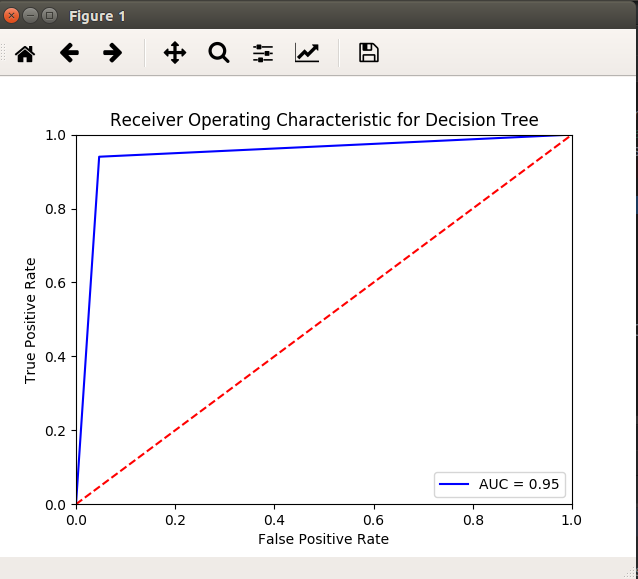 Figure 1
Receiver Operating Characteristic for Decision Tree
1.0
0.8
0.6
0.4
0.2
0.0
True Positive Rate
AUC = 0.95
0.0 0.2 0.4 0.6 0.8 1.0
False Positive Rate